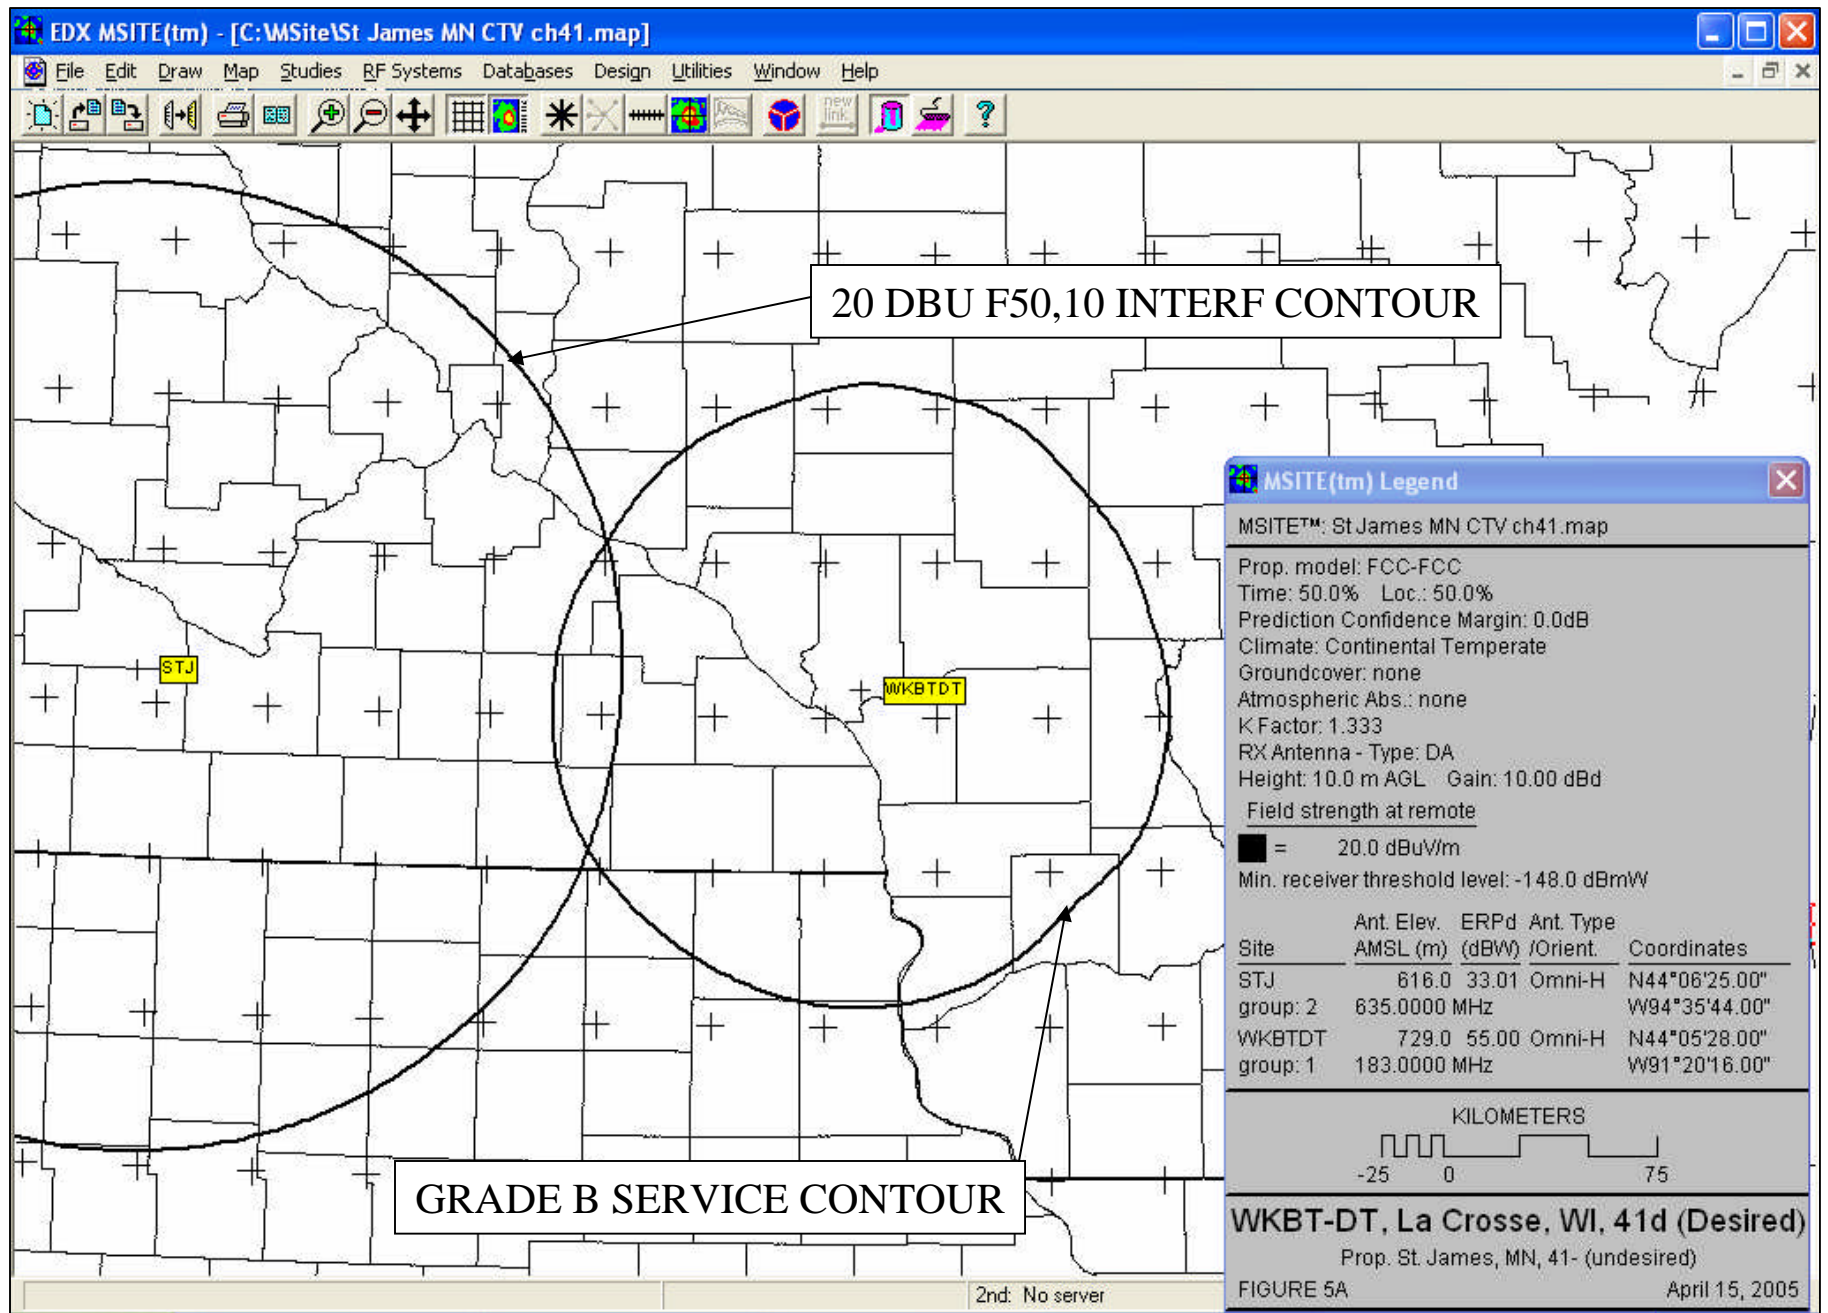 EDX MSITE(tm) - [C:\MSite\St James MN CTV ch41.map]
File Edit Draw Map Studies RF Systems Databases Design Utilities Window Help
new link
20 DBU F50,10 INTERF CONTOUR
STJ
WKBTDT
GRADE B SERVICE CONTOUR
MSITE(tm) Legend
MSITE™: St James MN CTV ch41.map
Prop. model: FCC-FCC
Time: 50.0% Loc.: 50.0%
Prediction Confidence Margin: 0.0dB
Climate: Continental Temperate
Groundcover: none
Atmospheric Abs.: none
K Factor: 1.333
RX Antenna - Type: DA
Height: 10.0 m AGL Gain: 10.00 dBd
Field strength at remote
= 20.0 dBuV/m
Min. receiver threshold level: -148.0 dBmW
Ant. Elev. ERPd Ant. Type
Site AMSL (m) (dBW) /Orient. Coordinates
STJ 616.0 33.01 Omni-H N44°06'25.00"
group: 2 635.0000 MHz W94°35'44.00"
WKBTDT 729.0 55.00 Omni-H N44°05'28.00"
group: 1 183.0000 MHz W91°20'16.00"
KILOMETERS
-25 0 75
WKBT-DT, La Crosse, WI, 41d (Desired)
Prop. St. James, MN, 41- (undesired)
FIGURE 5A April 15, 2005
2nd: No server